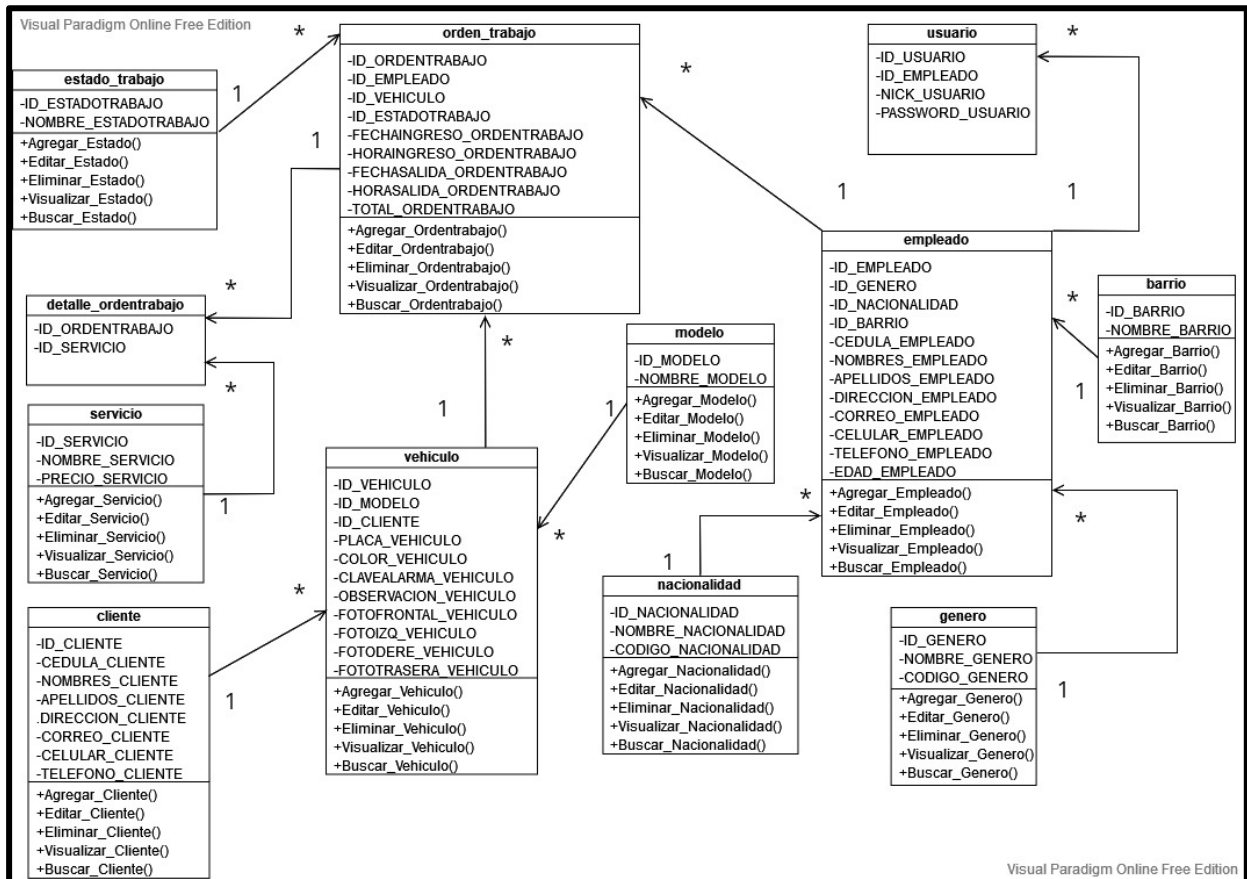 Visual Paradigm Online Free Edition
estado_trabajo
-ID_ESTADOTRABAJO
-NOMBRE_ESTADOTRABAJO
+Agregar_Estado()
+Editar_Estado()
+Eliminar_Estado()
+Visualizar_Estado()
+Buscar_Estado()
1
*
orden_trabajo
-ID_ORDENTRABAJO
-ID_EMPLEADO
-ID_VEHICULO
-ID_ESTADOTRABAJO
-FECHAINGRESO_ORDENTRABAJO
-HORAINGRESO_ORDENTRABAJO
-FECHASALIDA_ORDENTRABAJO
-HORASALIDA_ORDENTRABAJO
-TOTAL_ORDENTRABAJO
+Agregar_Ordentrabajo()
+Editar_Ordentrabajo()
+Eliminar_Ordentrabajo()
+Visualizar_Ordentrabajo()
+Buscar_Ordentrabajo()
*
1
usuario
-ID_USUARIO
-ID_EMPLEADO
-NICK_USUARIO
-PASSWORD_USUARIO
*
1
1
*
detalle_ordentrabajo
-ID_ORDENTRABAJO
-ID_SERVICIO
*
1
servicio
-ID_SERVICIO
-NOMBRE_SERVICIO
-PRECIO_SERVICIO
+Agregar_Servicio()
+Editar_Servicio()
+Eliminar_Servicio()
+Visualizar_Servicio()
+Buscar_Servicio()
*
1
modelo
-ID_MODELO
-NOMBRE_MODELO
+Agregar_Modelo()
+Editar_Modelo()
+Eliminar_Modelo()
+Visualizar_Modelo()
+Buscar_Modelo()
1
*
empleado
-ID_EMPLEADO
-ID_GENERO
-ID_NACIONALIDAD
-ID_BARRIO
-CEDULA_EMPLEADO
-NOMBRES_EMPLEADO
-APELLIDOS_EMPLEADO
-DIRECCION_EMPLEADO
-CORREO_EMPLEADO
-CELULAR_EMPLEADO
-TELEFONO_EMPLEADO
-EDAD_EMPLEADO
+Agregar_Empleado()
+Editar_Empleado()
+Eliminar_Empleado()
+Visualizar_Empleado()
+Buscar_Empleado()
*
1
barrio
-ID_BARRIO
-NOMBRE_BARRIO
+Agregar_Barrio()
+Editar_Barrio()
+Eliminar_Barrio()
+Visualizar_Barrio()
+Buscar_Barrio()
vehiculo
-ID_VEHICULO
-ID_MODELO
-ID_CLIENTE
-PLACA_VEHICULO
-COLOR_VEHICULO
-CLAVEALARMA_VEHICULO
-OBSERVACION_VEHICULO
-FOTOFRONTAL_VEHICULO
-FOTOIZQ_VEHICULO
-FOTODERE_VEHICULO
-FOTOTRASERA_VEHICULO
+Agregar_Vehiculo()
+Editar_Vehiculo()
+Eliminar_Vehiculo()
+Visualizar_Vehiculo()
+Buscar_Vehiculo()
cliente
-ID_CLIENTE
-CEDULA_CLIENTE
-NOMBRES_CLIENTE
-APELLIDOS_CLIENTE
.DIRECCION_CLIENTE
-CORREO_CLIENTE
-CELULAR_CLIENTE
-TELEFONO_CLIENTE
+Agregar_Cliente()
+Editar_Cliente()
+Eliminar_Cliente()
+Visualizar_Cliente()
+Buscar_Cliente()
*
1
nacionalidad
-ID_NACIONALIDAD
-NOMBRE_NACIONALIDAD
-CODIGO_NACIONALIDAD
+Agregar_Nacionalidad()
+Editar_Nacionalidad()
+Eliminar_Nacionalidad()
+Visualizar_Nacionalidad()
+Buscar_Nacionalidad()
1
*
genero
-ID_GENERO
-NOMBRE_GENERO
-CODIGO_GENERO
+Agregar_Genero()
+Editar_Genero()
+Eliminar_Genero()
+Visualizar_Genero()
+Buscar_Genero()
*
1
Visual Paradigm Online Free Edition